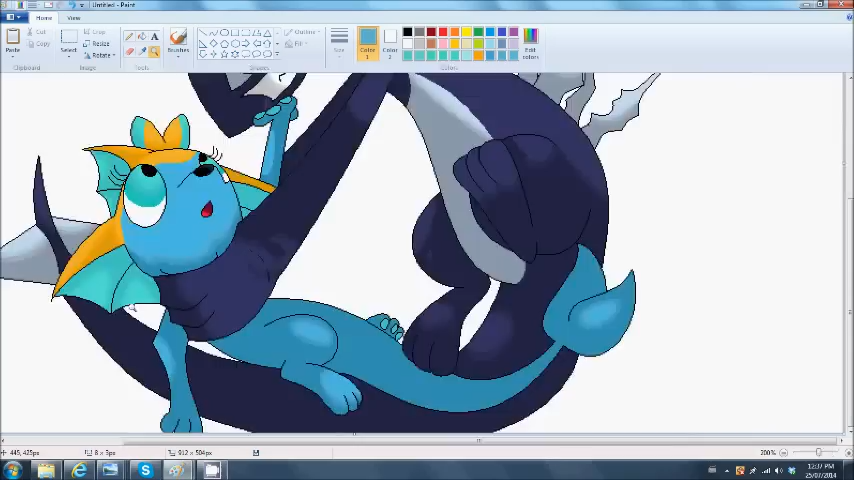 Untitled - Paint
Home View
Paste
Cut
Copy
Clipboard
Select
Crop
Resize
Rotate
Image
A
Tools
Brushes
Outline
Fill
Shapes
Size
Color
1
Color
2
Colors
Edit
colors
445, 425px
8 × 3px
912 × 504px
200%
12:37 PM
25/07/2014